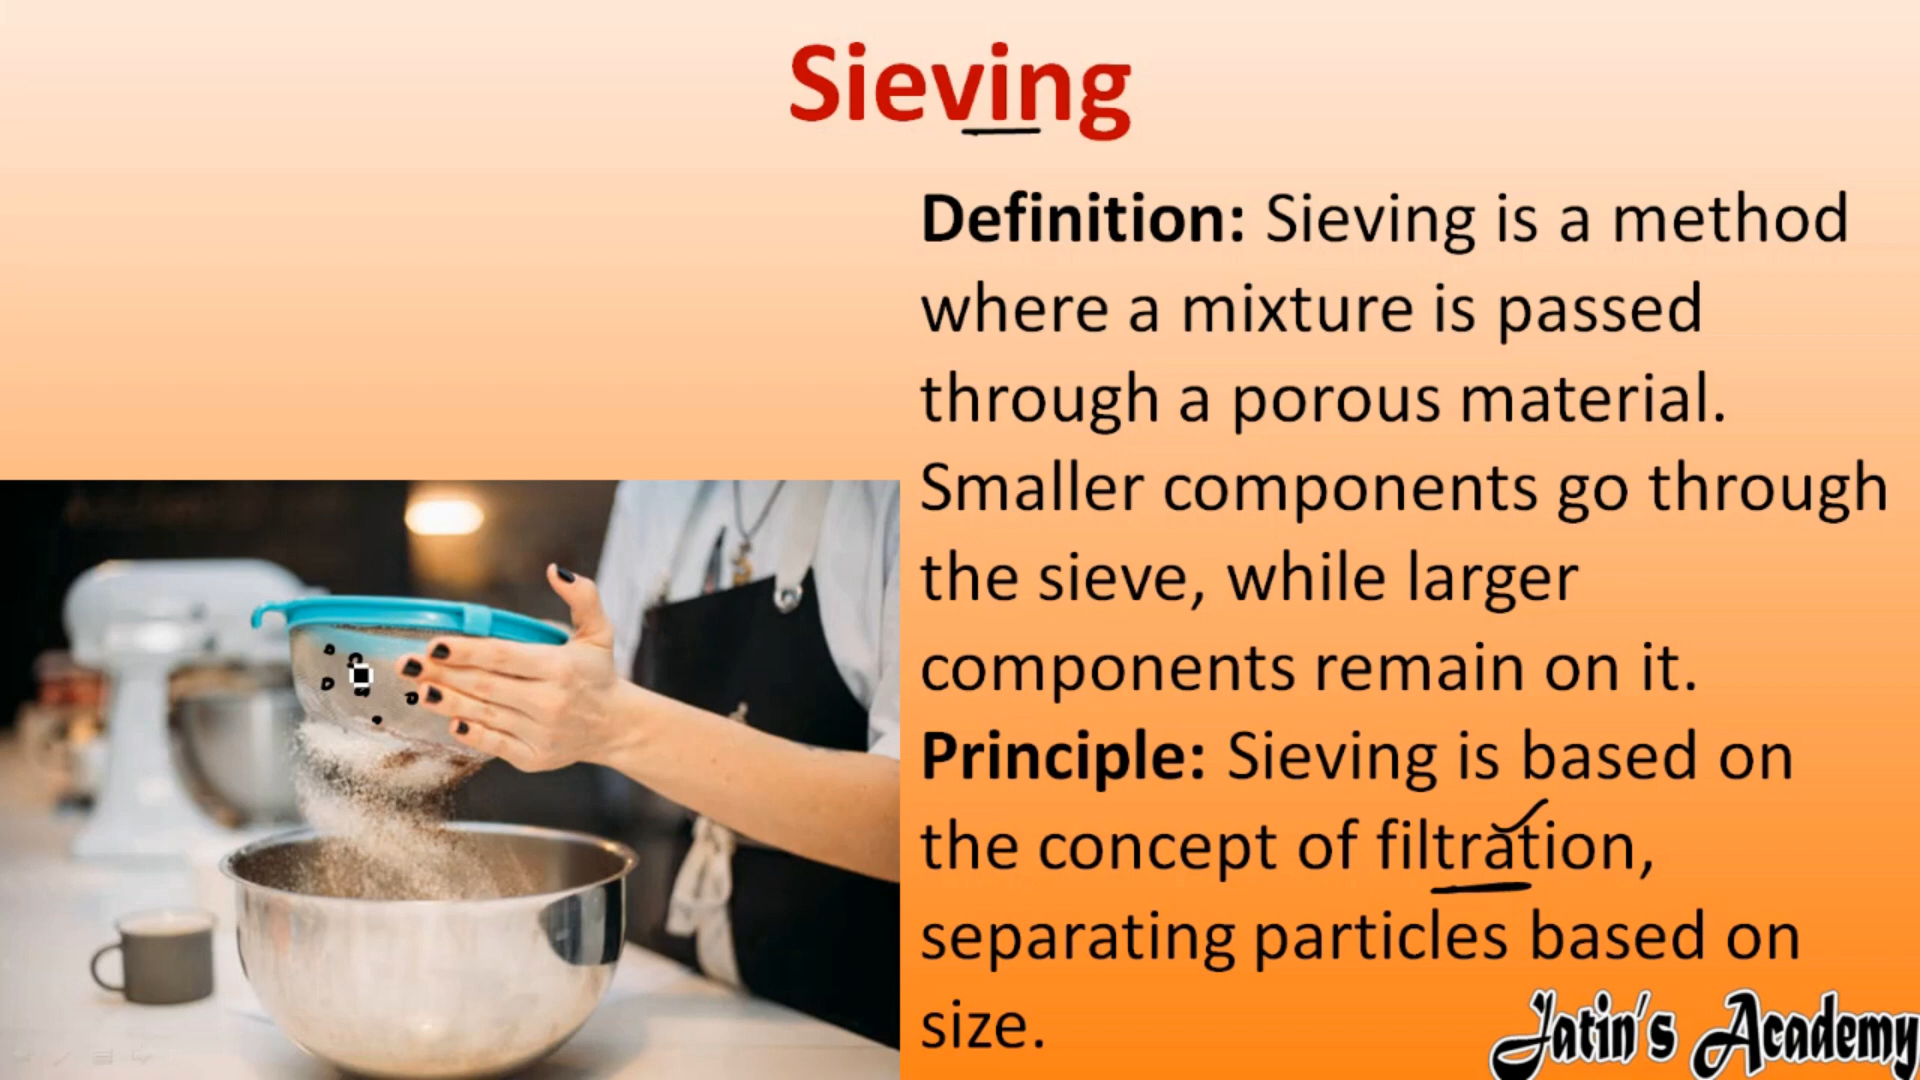 Sieving
Definition: Sieving is a method
where a mixture is passed
through a porous material.
Smaller components go through
the sieve, while larger
components remain on it.
Principle: Sieving is based on
the concept of filtration,
separating particles based on
size.
Jatin's Academy